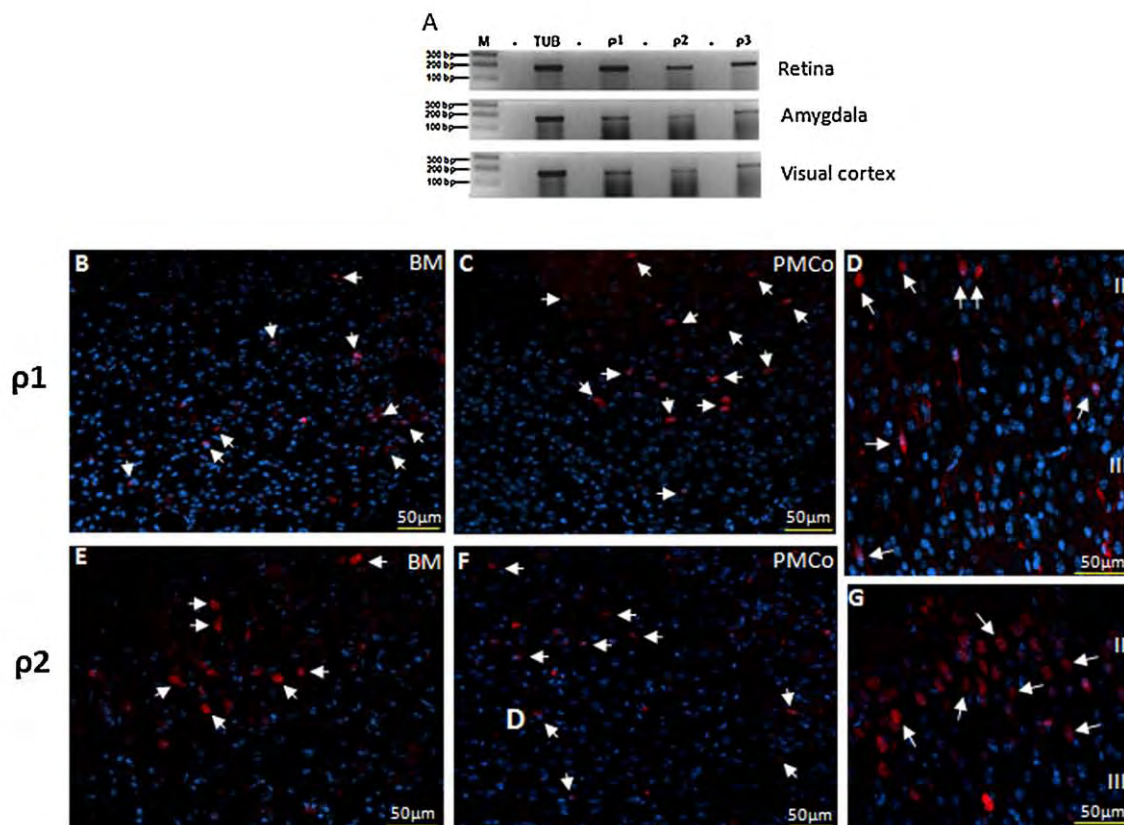 A
M - TUB - ρ1 - ρ2 - ρ3
300 bp
200 bp
100 bp
Retina
300 bp
200 bp
100 bp
Amygdala
300 bp
200 bp
100 bp
Visual cortex
ρ1
B BM
50µm
C PMCo
50µm
D
II
III
50µm
ρ2
E BM
50µm
F PMCo
D
50µm
G
II
III
50µm